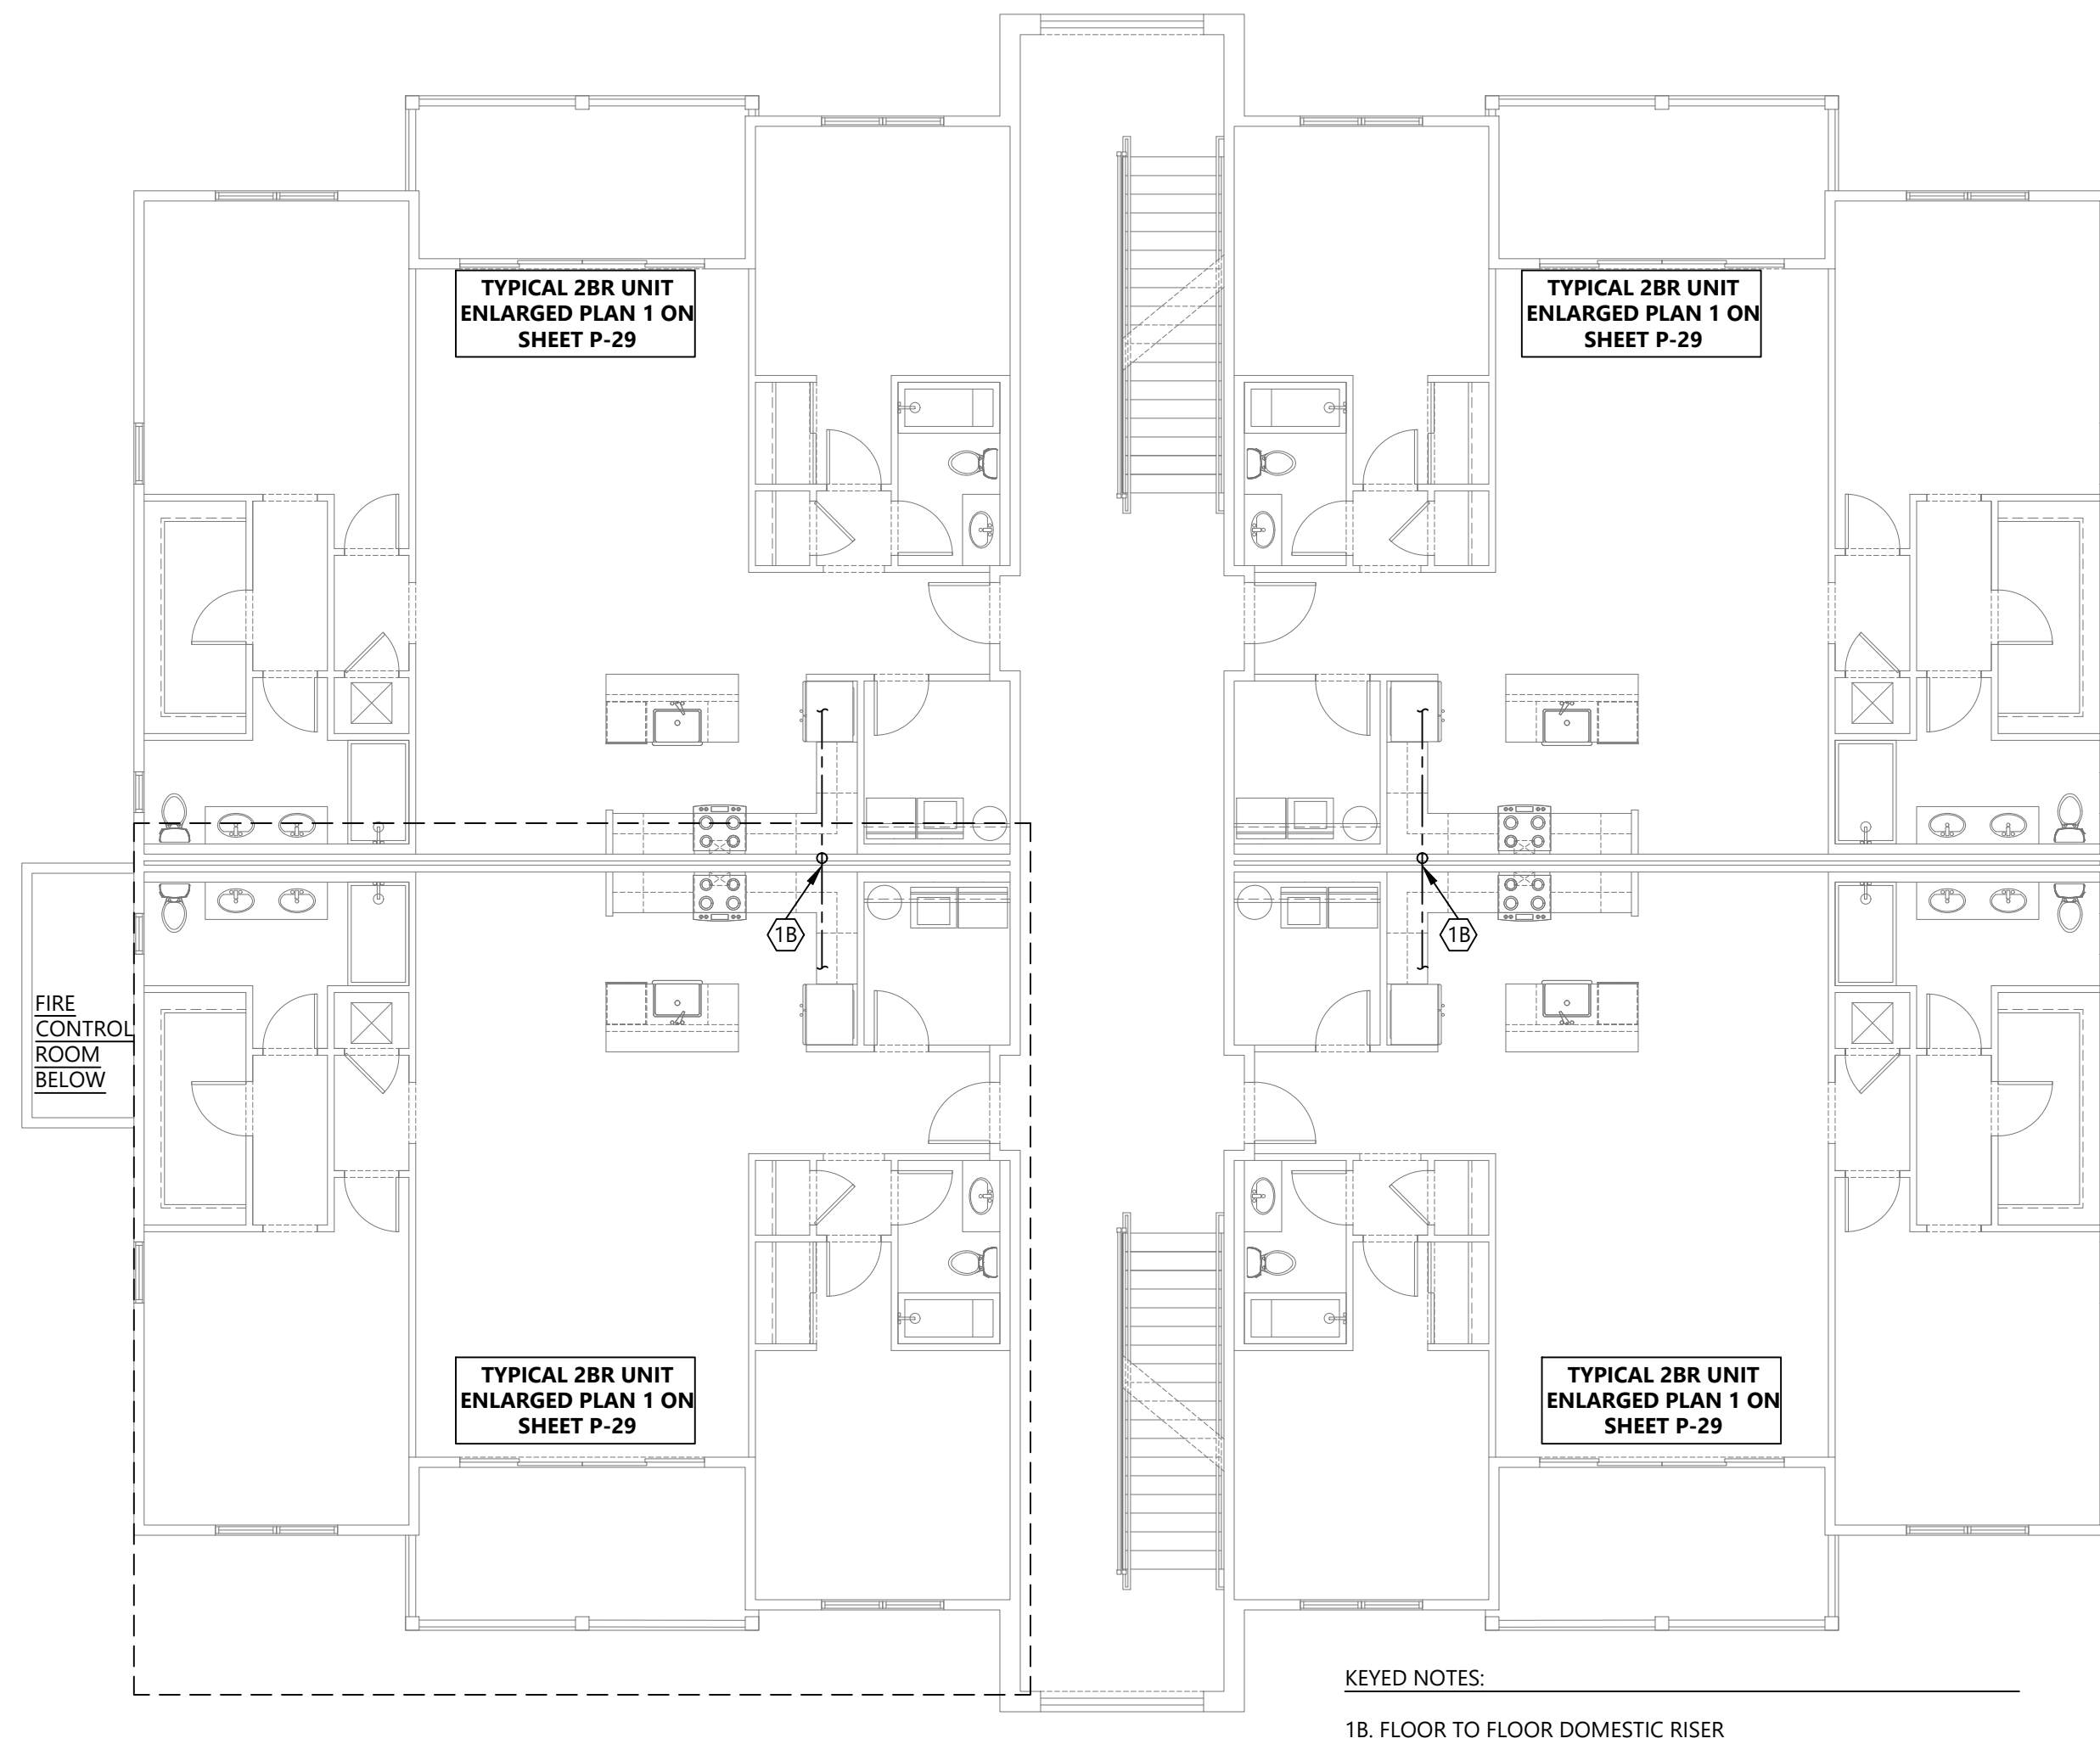 TYPICAL 2BR UNIT
ENLARGED PLAN 1 ON
SHEET P-29
TYPICAL 2BR UNIT
ENLARGED PLAN 1 ON
SHEET P-29
1B
1B
FIRE
CONTROL
ROOM
BELOW
TYPICAL 2BR UNIT
ENLARGED PLAN 1 ON
SHEET P-29
TYPICAL 2BR UNIT
ENLARGED PLAN 1 ON
SHEET P-29
KEYED NOTES:
1B. FLOOR TO FLOOR DOMESTIC RISER